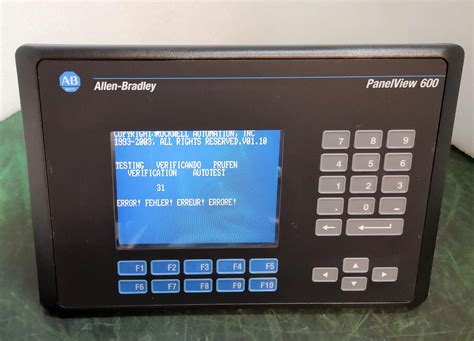 AB
Allen-Bradley
PanelView 600
COPYRIGHT ROCKWELL AUTOMATION, INC
1993-2003, ALL RIGHTS RESERVED.V01.10
TESTING VERIFICANDO PRUFEN
VERIFICATION AUTOTEST
31
ERROR! FEHLER! ERREUR! ERRORE!
7 8 9
4 5 6
1 2 3
. 0 -
F1 F2 F3 F4 F5
F6 F7 F8 F9 F10